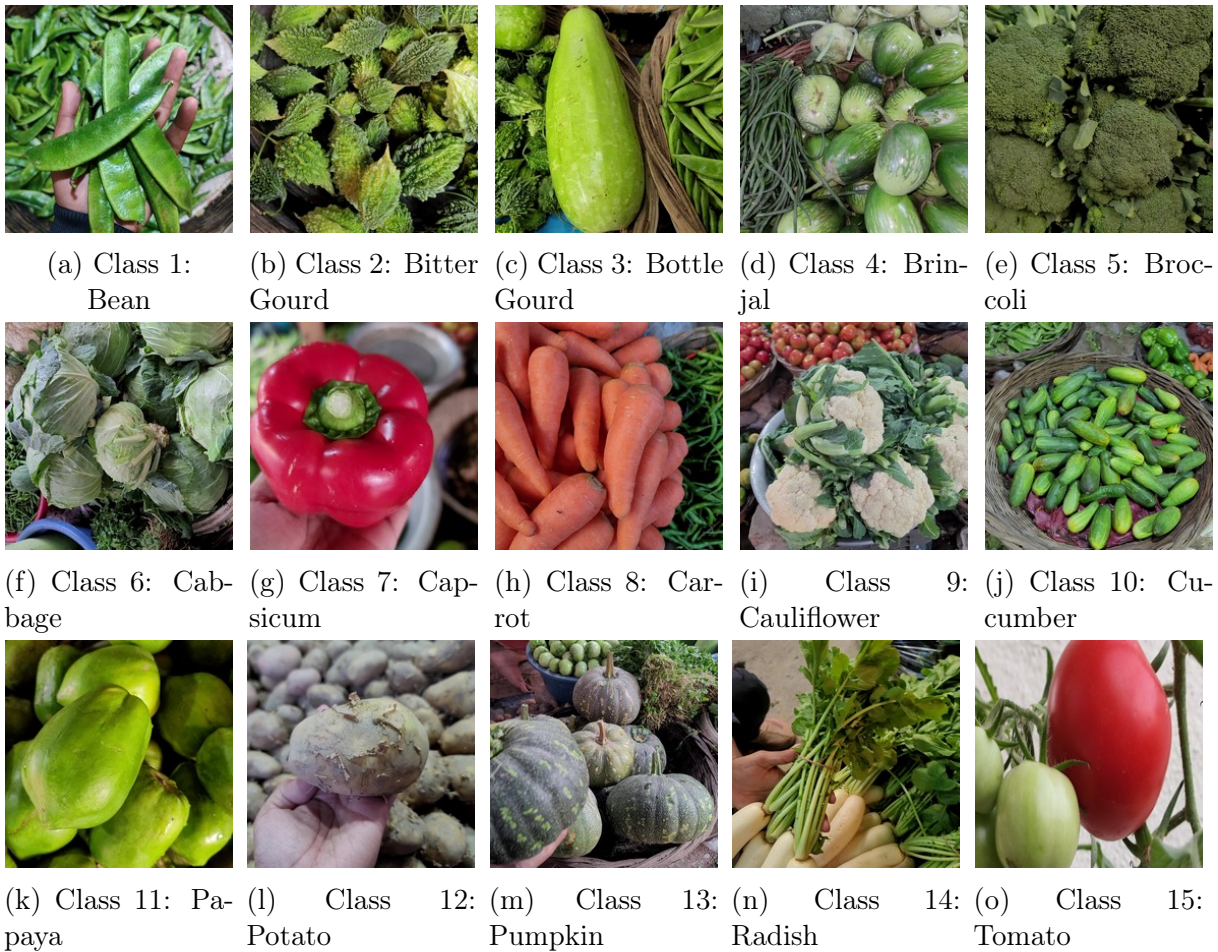 (a) Class 1:
Bean
(b) Class 2: Bitter
Gourd
(c) Class 3: Bottle
Gourd
(d) Class 4: Brin-
jal
(e) Class 5: Broc-
coli
(f) Class 6: Cab-
bage
(g) Class 7: Cap-
sicum
(h) Class 8: Car-
rot
(i) Class 9:
Cauliflower
(j) Class 10: Cu-
cumber
(k) Class 11: Pa-
paya
(l) Class 12:
Potato
(m) Class 13:
Pumpkin
(n) Class 14:
Radish
(o) Class 15:
Tomato